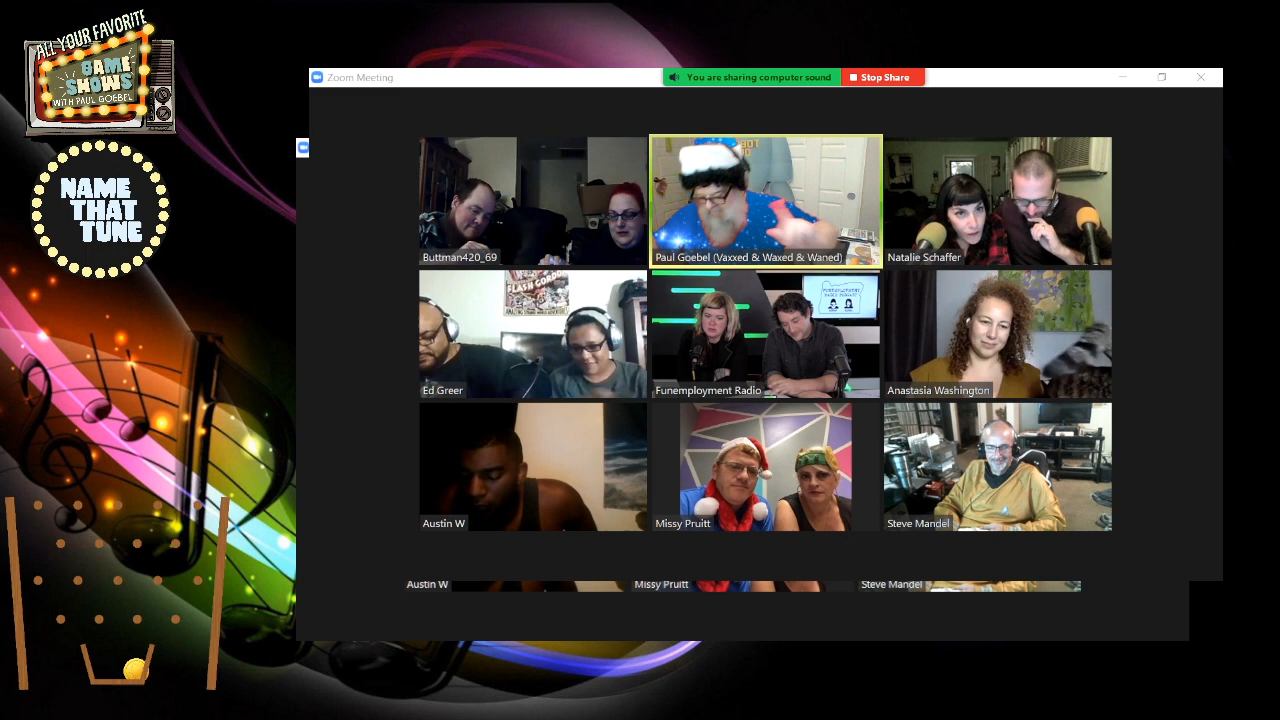 ALL YOUR FAVORITE
GAME
SHOWS
WITH PAUL GOEBEL
NAME
THAT
TUNE
Zoom Meeting
You are sharing computer sound
Stop Share
Buttman420_69
Paul Goebel (Vaxxed & Waxed & Waned)
Natalie Schaffer
FLASH GORDON
Ed Greer
FUNEMPLOYMENT
RADIO
Funemployment Radio
Anastasia Washington
Austin W
Missy Pruitt
Steve Mandel
Austin W
Missy Pruitt
Steve Mandel